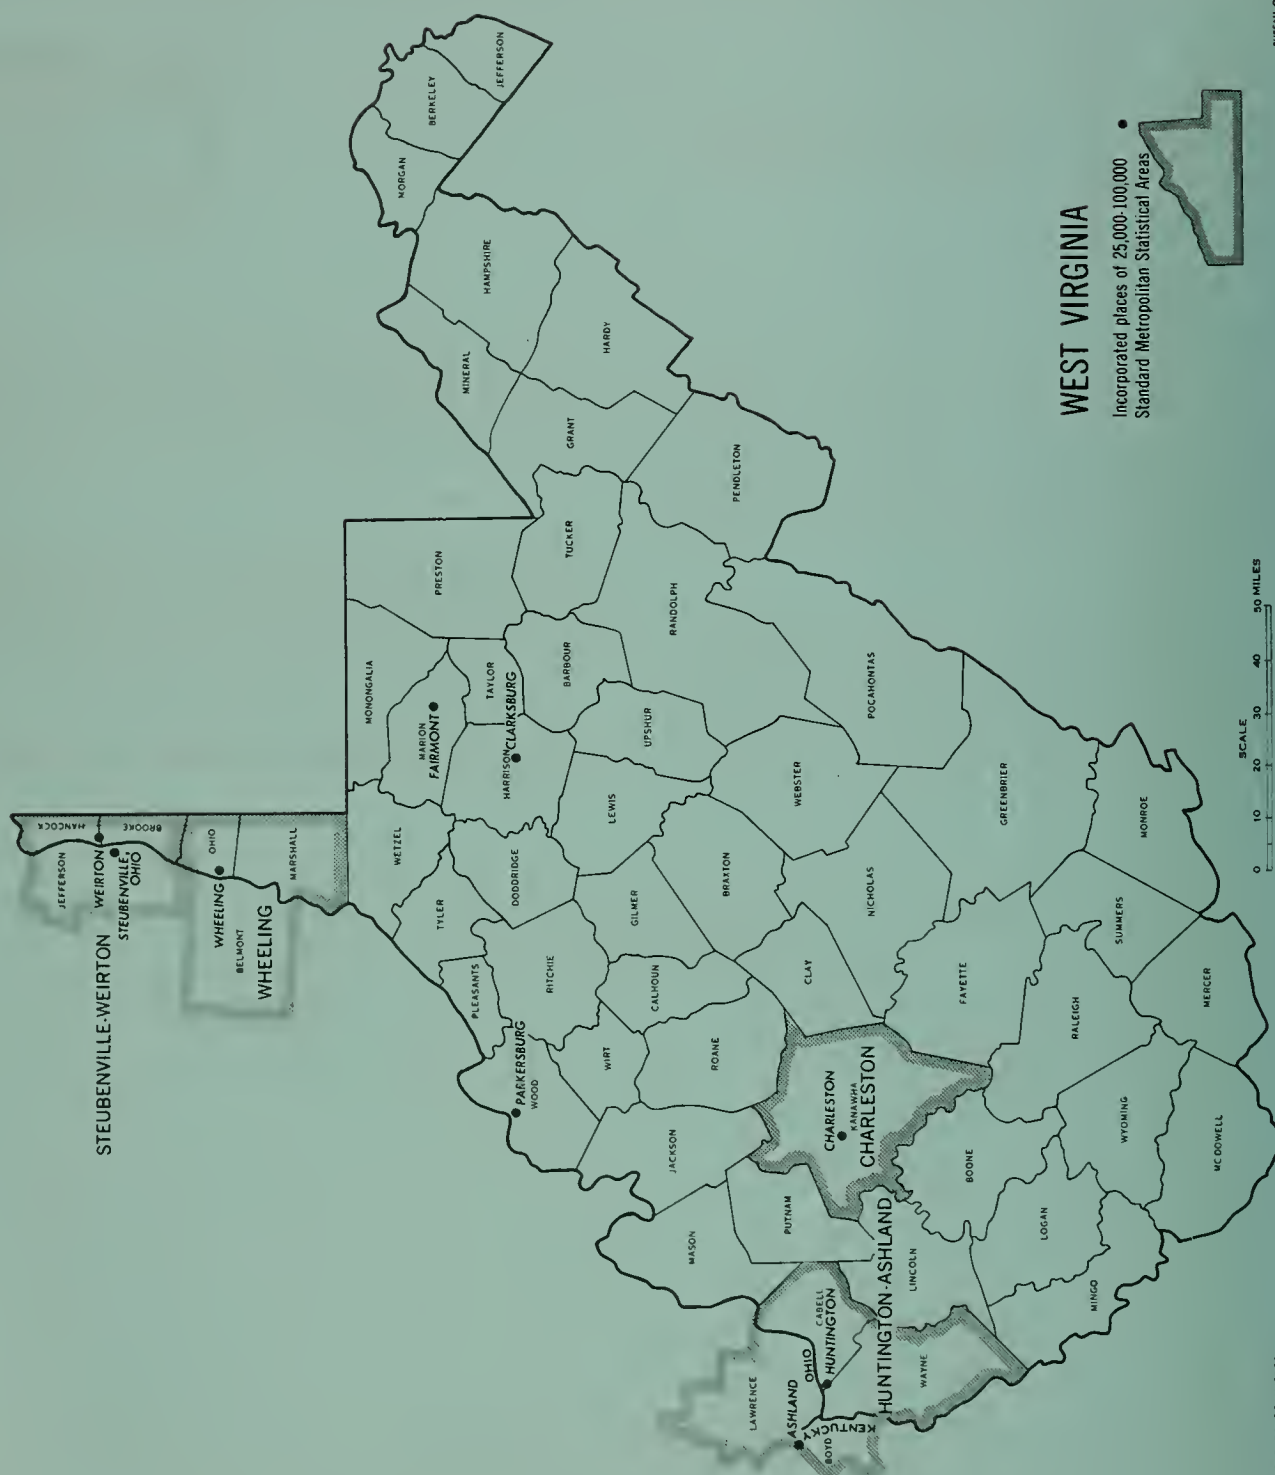 WEST VIRGINIA
Incorporated places of 25,000-100,000
Standard Metropolitan Statistical Areas
STEUBENVILLE-WEIRTON
HANCOCK
JEFFERSON
WEIRTON
BROOKE
STEUBENVILLE,
OHIO
OHIO
WHEELING
BELMONT
WHEELING
MARSHALL
MONONGALIA
PRESTON
WETZEL
MARION
FAIRMONT
TAYLOR
TYLER
HARRISON
CLARKSBURG
DODDRIDGE
PLEASANTS
RITCHIE
PARKERSBURG
WOOD
BARBOUR
TUCKER
MORGAN
BERKELEY
JEFFERSON
HAMPSHIRE
MINERAL
GRANT
HARDY
PENDLETON
RANDOLPH
UPSHUR
LEWIS
GILMER
CALHOUN
WIRT
ROANE
JACKSON
MASON
PUTNAM
CHARLESTON
KANAWHA
CHARLESTON
CLAY
BRAXTON
WEBSTER
NICHOLAS
POCAHONTAS
GREENBRIER
FAYETTE
MONROE
SUMMERS
RALEIGH
MERCER
WYOMING
MC DOWELL
BOONE
LOGAN
MINGO
LINCOLN
HUNTINGTON-ASHLAND
CABELL
HUNTINGTON
WAYNE
LAWRENCE
OHIO
ASHLAND
BOYD
KENTUCKY
SCALE
0 10 20 30 40 50 MILES